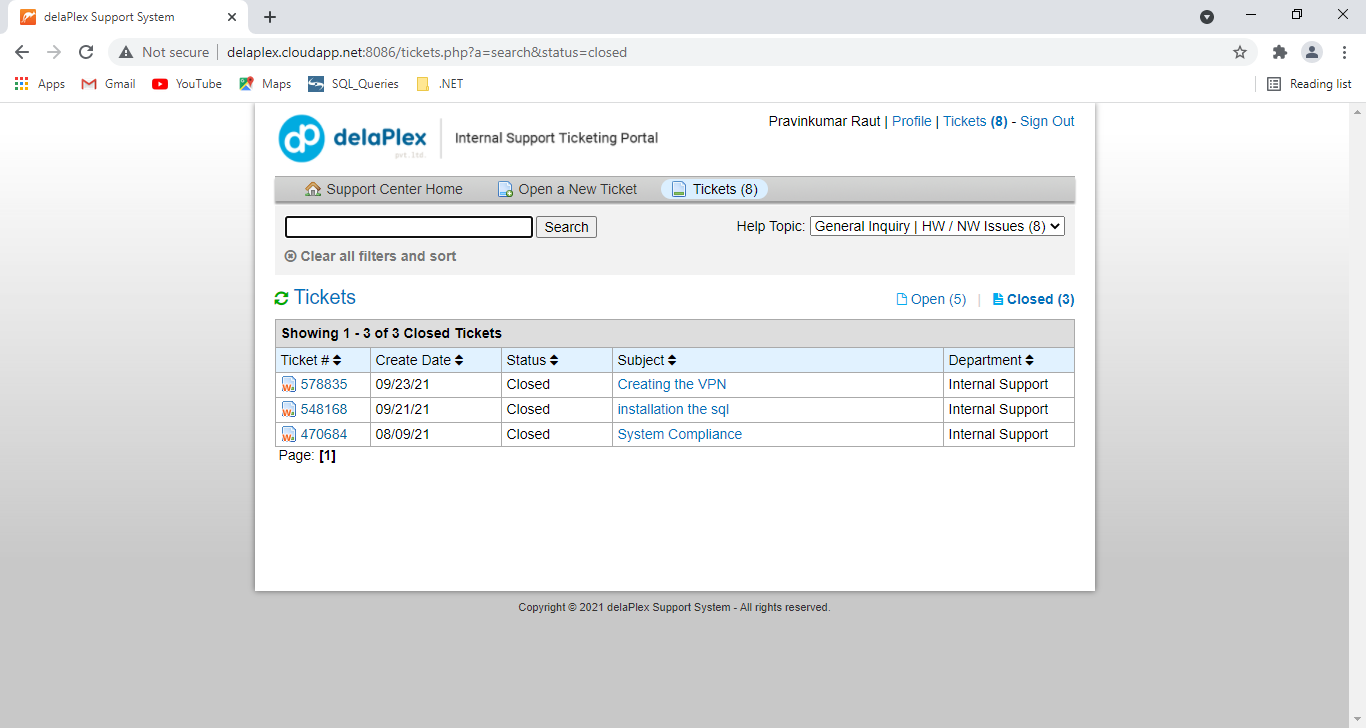 delaPlex Support System
Not secure | delaplex.cloudapp.net:8086/tickets.php?a=search&status=closed
Apps Gmail YouTube Maps SQL_Queries .NET Reading list
dp delaPlex pvt.ltd. Internal Support Ticketing Portal
Pravinkumar Raut | Profile | Tickets (8) - Sign Out
Support Center Home Open a New Ticket Tickets (8)
Search Help Topic: General Inquiry | HW / NW Issues (8)
Clear all filters and sort
Tickets Open (5) | Closed (3)
Showing 1 - 3 of 3 Closed Tickets
Ticket # Create Date Status Subject Department
578835 09/23/21 Closed Creating the VPN Internal Support
548168 09/21/21 Closed installation the sql Internal Support
470684 08/09/21 Closed System Compliance Internal Support
Page: [1]
Copyright © 2021 delaPlex Support System - All rights reserved.